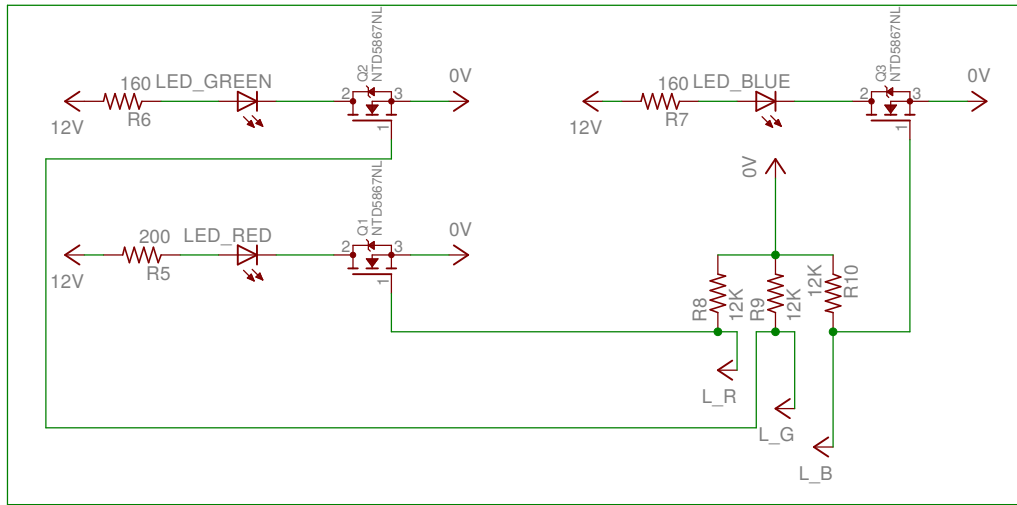 160 LED_GREEN
Q2
NTD5867NL
0V
2
3
1
12V
R6
160 LED_BLUE
Q3
NTD5867NL
0V
2
3
1
12V
R7
200 LED_RED
Q1
NTD5867NL
0V
2
3
1
12V
R5
0V
R8
12K
R9
12K
12K
R10
L_R
L_G
L_B